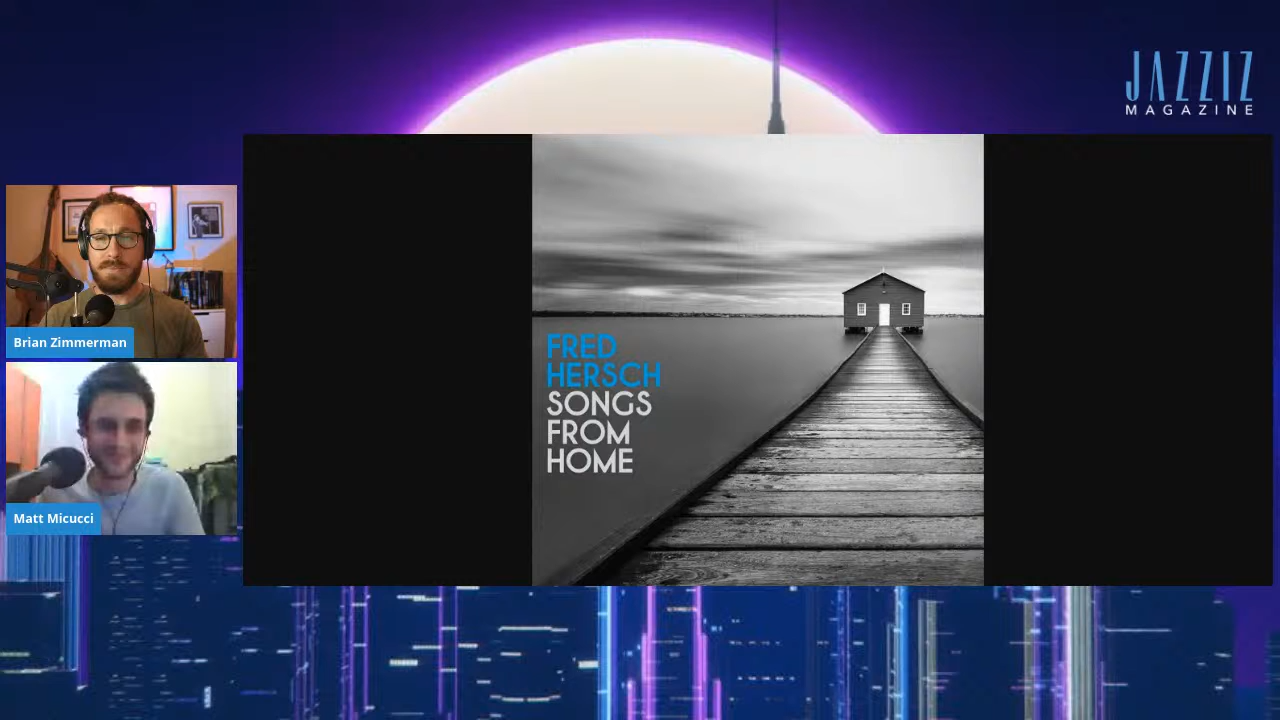 JAZZIZ
MAGAZINE
Brian Zimmerman
Matt Micucci
FRED
HERSCH
SONGS
FROM
HOME